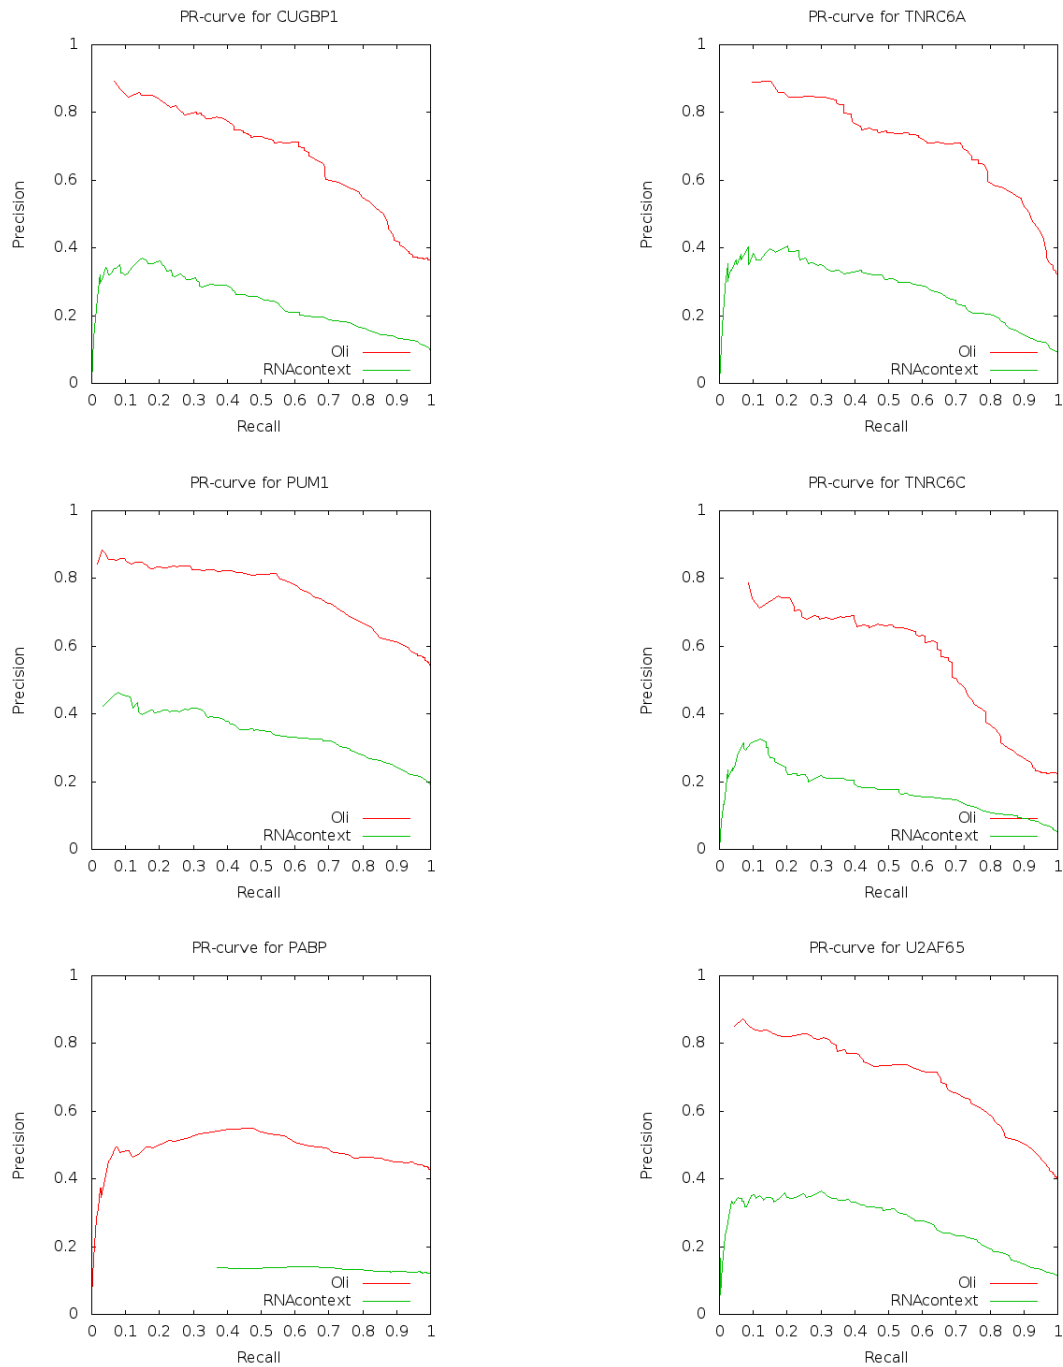 PR-curve for CUGBP1
1
0.8
0.6
0.4
0.2
0
Precision
Oli
RNAcontext
0 0.1 0.2 0.3 0.4 0.5 0.6 0.7 0.8 0.9 1
Recall
PR-curve for TNRC6A
1
0.8
0.6
0.4
0.2
0
Precision
Oli
RNAcontext
0 0.1 0.2 0.3 0.4 0.5 0.6 0.7 0.8 0.9 1
Recall
PR-curve for PUM1
1
0.8
0.6
0.4
0.2
0
Precision
Oli
RNAcontext
0 0.1 0.2 0.3 0.4 0.5 0.6 0.7 0.8 0.9 1
Recall
PR-curve for TNRC6C
1
0.8
0.6
0.4
0.2
0
Precision
Oli
RNAcontext
0 0.1 0.2 0.3 0.4 0.5 0.6 0.7 0.8 0.9 1
Recall
PR-curve for PABP
1
0.8
0.6
0.4
0.2
0
Precision
Oli
RNAcontext
0 0.1 0.2 0.3 0.4 0.5 0.6 0.7 0.8 0.9 1
Recall
PR-curve for U2AF65
1
0.8
0.6
0.4
0.2
0
Precision
Oli
RNAcontext
0 0.1 0.2 0.3 0.4 0.5 0.6 0.7 0.8 0.9 1
Recall